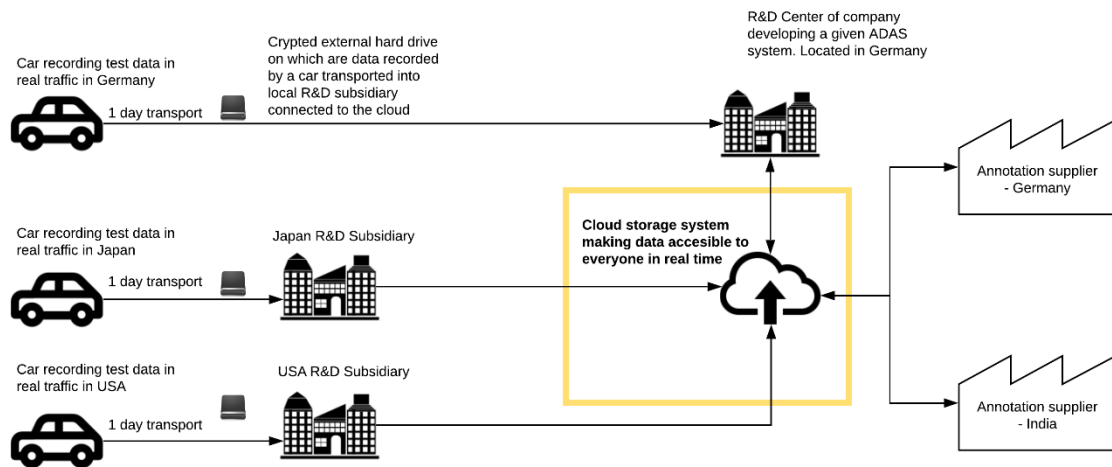 Car recording test data in
real traffic in Germany
1 day transport
Crypted external hard drive
on which are data recorded
by a car transported into
local R&D subsidiary
connected to the cloud
R&D Center of company
developing a given ADAS
system. Located in Germany
Annotation supplier
- Germany
Car recording test data in
real traffic in Japan
1 day transport
Japan R&D Subsidiary
Cloud storage system
making data accesible to
everyone in real time
Car recording test data in
real traffic in USA
1 day transport
USA R&D Subsidiary
Annotation supplier
- India